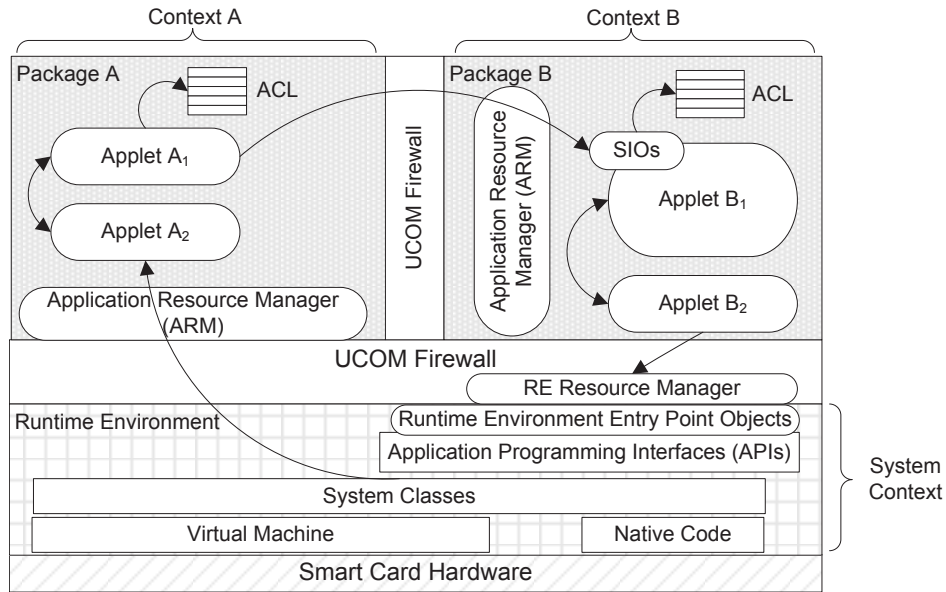 Context A
Context B
Package A
ACL
Applet A1
Applet A2
Application Resource Manager
(ARM)
UCOM Firewall
Package B
Application Resource
Manager (ARM)
ACL
SIOs
Applet B1
Applet B2
UCOM Firewall
RE Resource Manager
Runtime Environment
Runtime Environment Entry Point Objects
Application Programming Interfaces (APIs)
System Classes
Virtual Machine
Native Code
System
Context
Smart Card Hardware